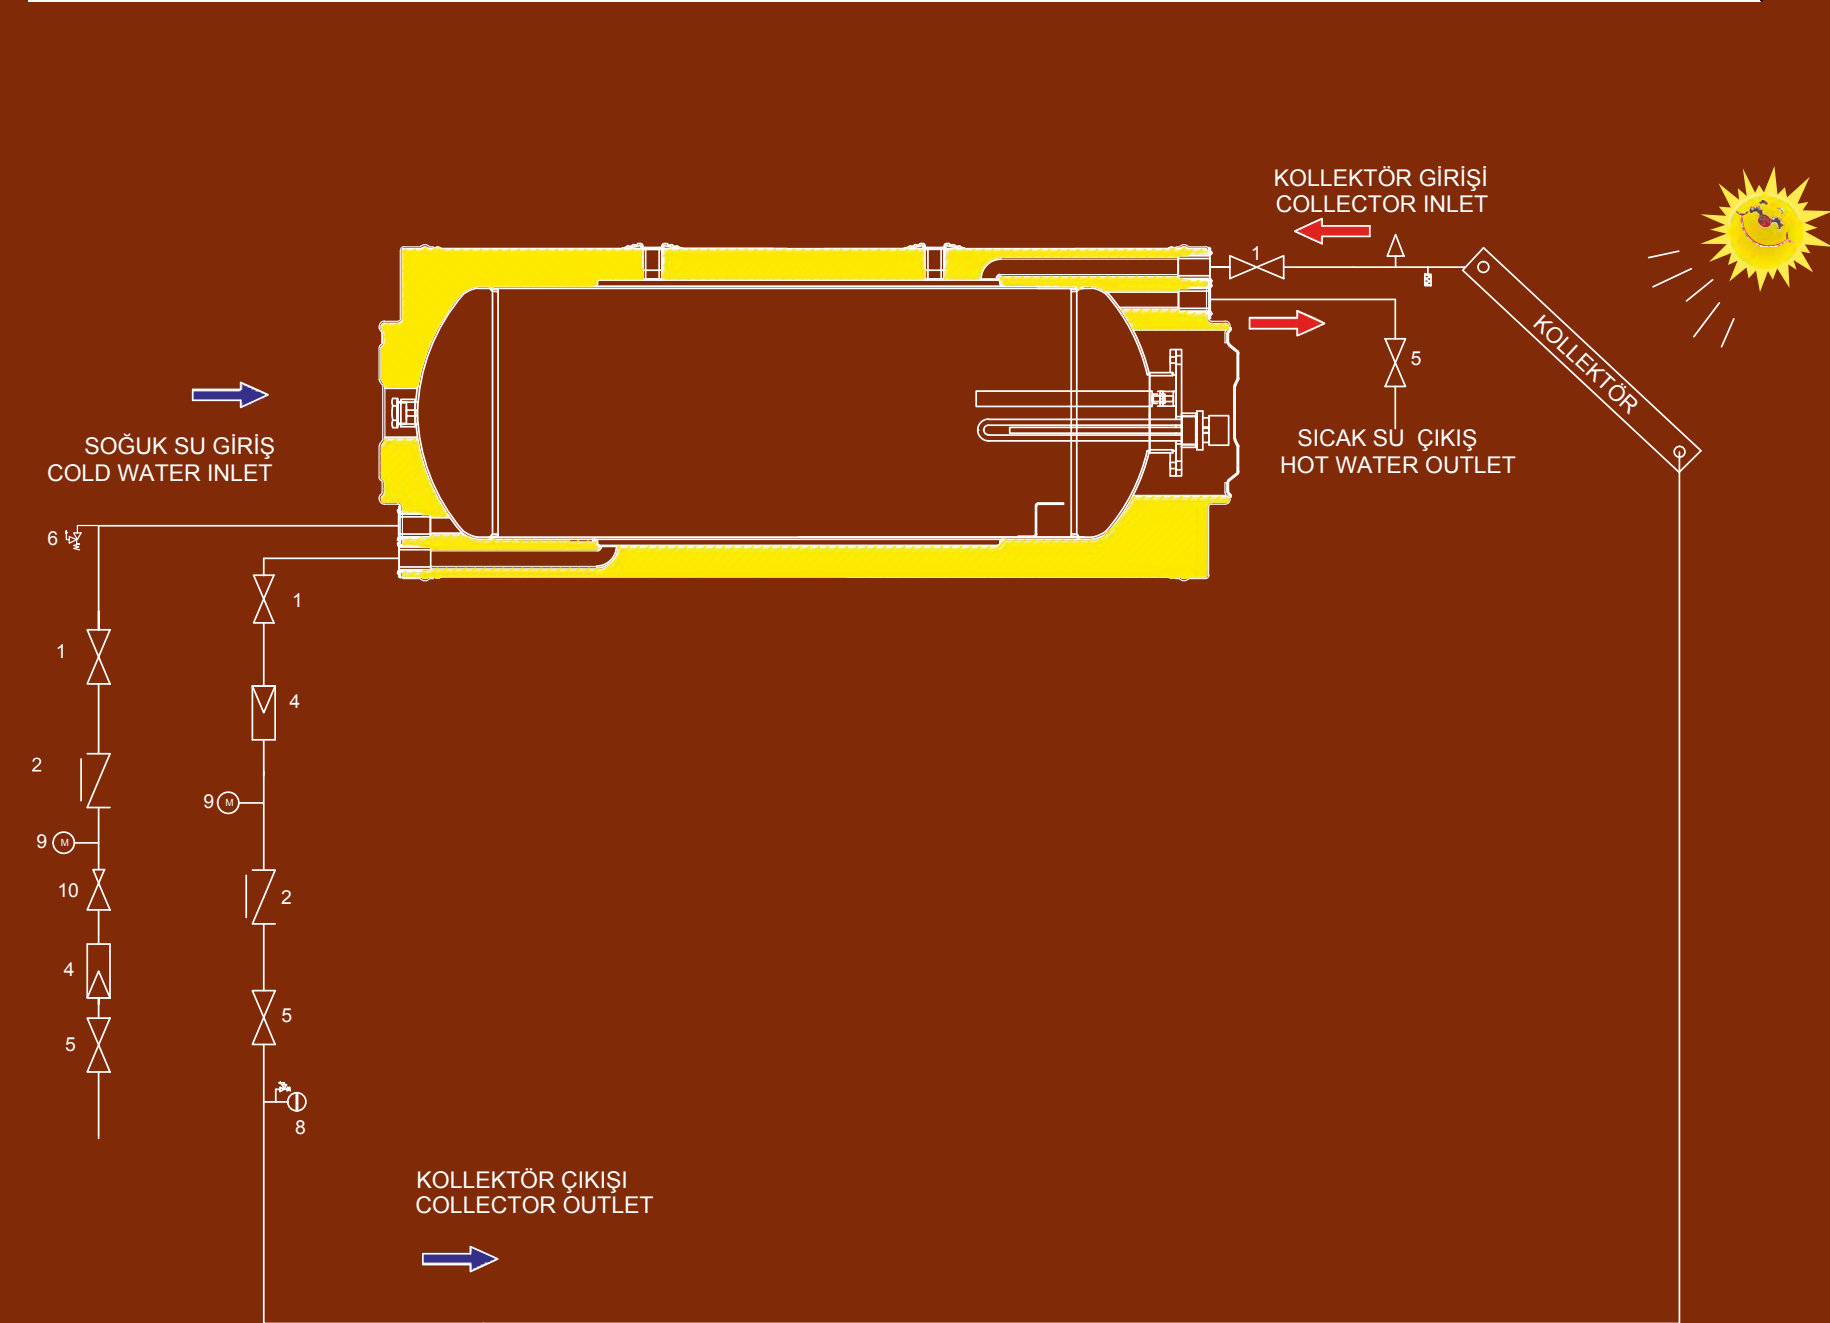 KOLLEKTÖR GİRİŞİ
COLLECTOR INLET
1
KOLLEKTÖR
5
SICAK SU ÇIKIŞ
HOT WATER OUTLET
SOĞUK SU GİRİŞ
COLD WATER INLET
6
1
1
4
2
9 M
9 M
10
2
4
5
5
8
KOLLEKTÖR ÇIKIŞI
COLLECTOR OUTLET